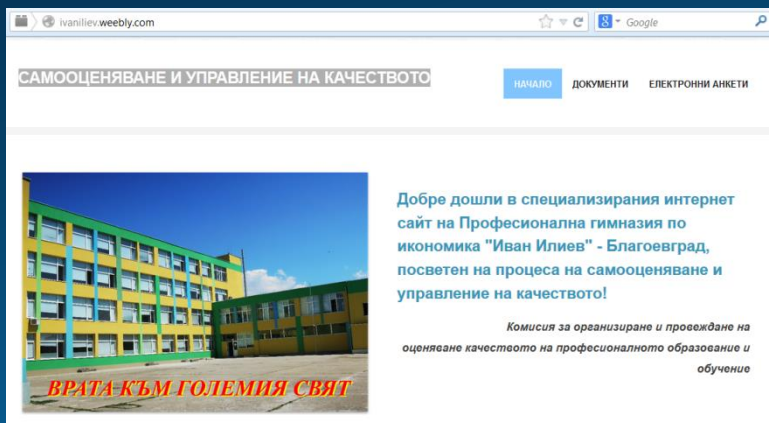 ivaniliev.weebly.com
Google
САМООЦЕНЯВАНЕ И УПРАВЛЕНИЕ НА КАЧЕСТВОТО
НАЧАЛО ДОКУМЕНТИ ЕЛЕКТРОННИ АНКЕТИ
ВРАТА КЪМ ГОЛЕМИЯ СВЯТ
Добре дошли в специализирания интернет
сайт на Професионална гимназия по
икономика "Иван Илиев" - Благоевград,
посветен на процеса на самооценяване и
управление на качеството!
Комисия за организиране и провеждане на
оценяване качеството на професионалното образование и
обучение